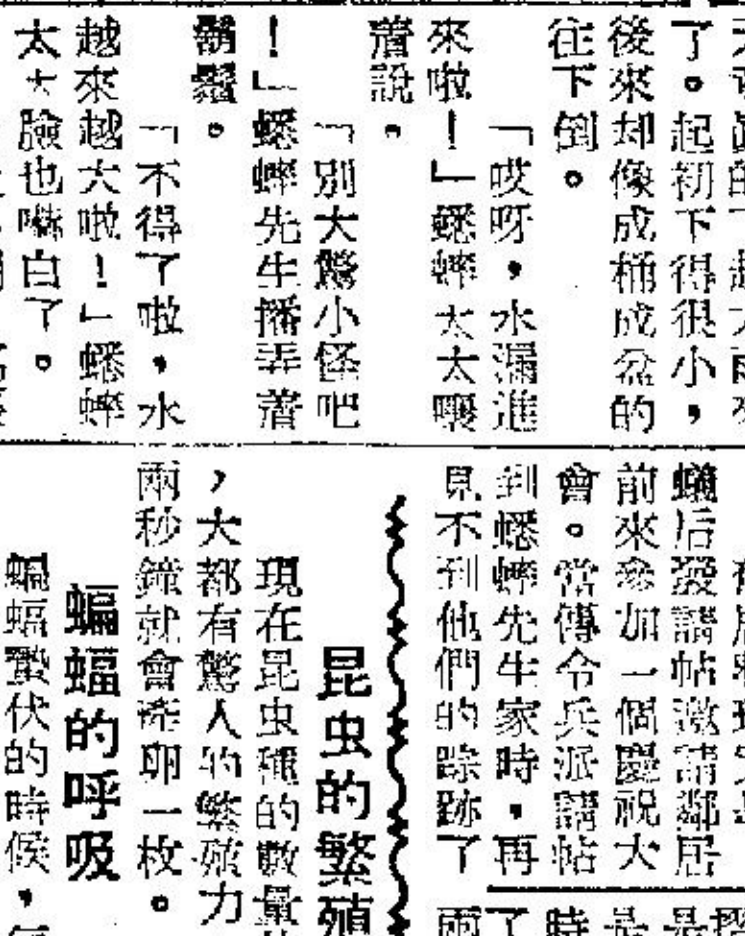 了。起初下得很小，
後來却像成桶成盆的
往下倒。
「哎呀，水漏進
來啦！」蟋蟀太太嚷
着說。
「別大驚小怪吧
！」蟋蟀先生播弄着
鬍鬚。
「不得了啦，水
越來越大啦！」蟋蟀
太太臉也嚇白了。
蟻后發請帖邀請鄰居
前來參加一個慶祝大
會。當傳令兵派請帖
到蟋蟀先生家時，再
見不到他們的踪跡了
昆虫的繁殖
現在昆虫種的數量
，大都有驚人的繁殖力
兩秒鐘就會產卵一枚。
蝙蝠的呼吸
蝙蝠蟄伏的時候，